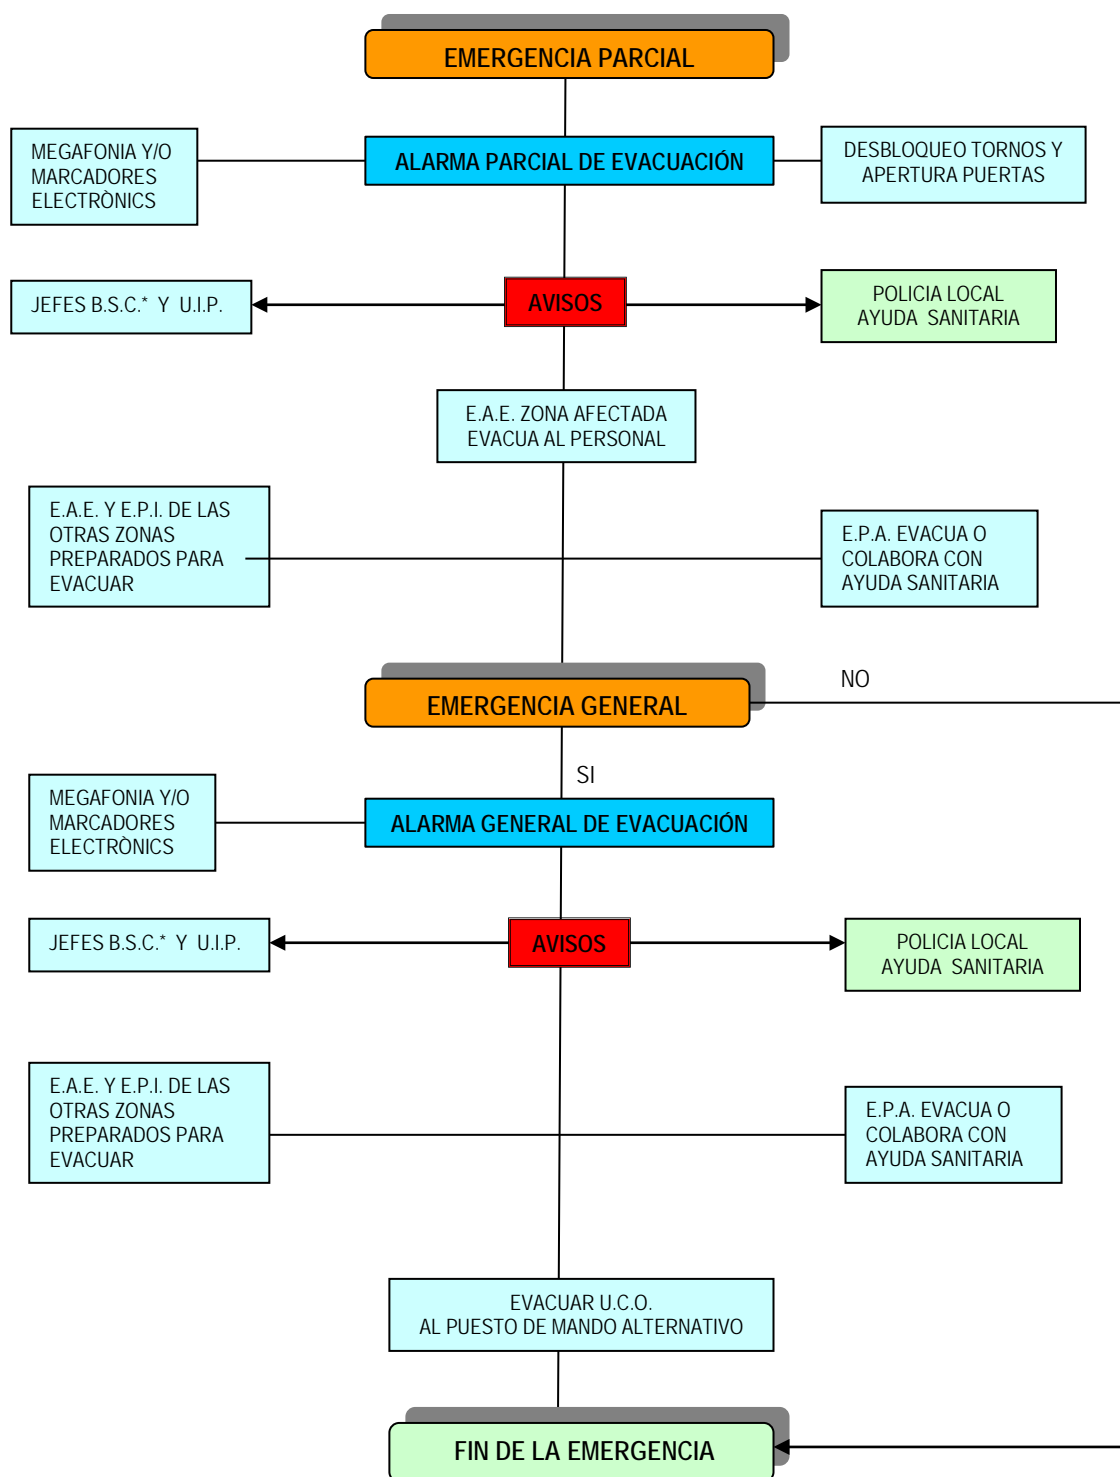 EMERGENCIA PARCIAL
MEGAFONIA Y/O
MARCADORES
ELECTRÒNICS
ALARMA PARCIAL DE EVACUACIÓN
DESBLOQUEO TORNOS Y
APERTURA PUERTAS
JEFES B.S.C.* Y U.I.P.
AVISOS
POLICIA LOCAL
AYUDA SANITARIA
E.A.E. ZONA AFECTADA
EVACUA AL PERSONAL
E.A.E. Y E.P.I. DE LAS
OTRAS ZONAS
PREPARADOS PARA
EVACUAR
E.P.A. EVACUA O
COLABORA CON
AYUDA SANITARIA
EMERGENCIA GENERAL
NO
SI
MEGAFONIA Y/O
MARCADORES
ELECTRÒNICS
ALARMA GENERAL DE EVACUACIÓN
JEFES B.S.C.* Y U.I.P.
AVISOS
POLICIA LOCAL
AYUDA SANITARIA
E.A.E. Y E.P.I. DE LAS
OTRAS ZONAS
PREPARADOS PARA
EVACUAR
E.P.A. EVACUA O
COLABORA CON
AYUDA SANITARIA
EVACUAR U.C.O.
AL PUESTO DE MANDO ALTERNATIVO
FIN DE LA EMERGENCIA